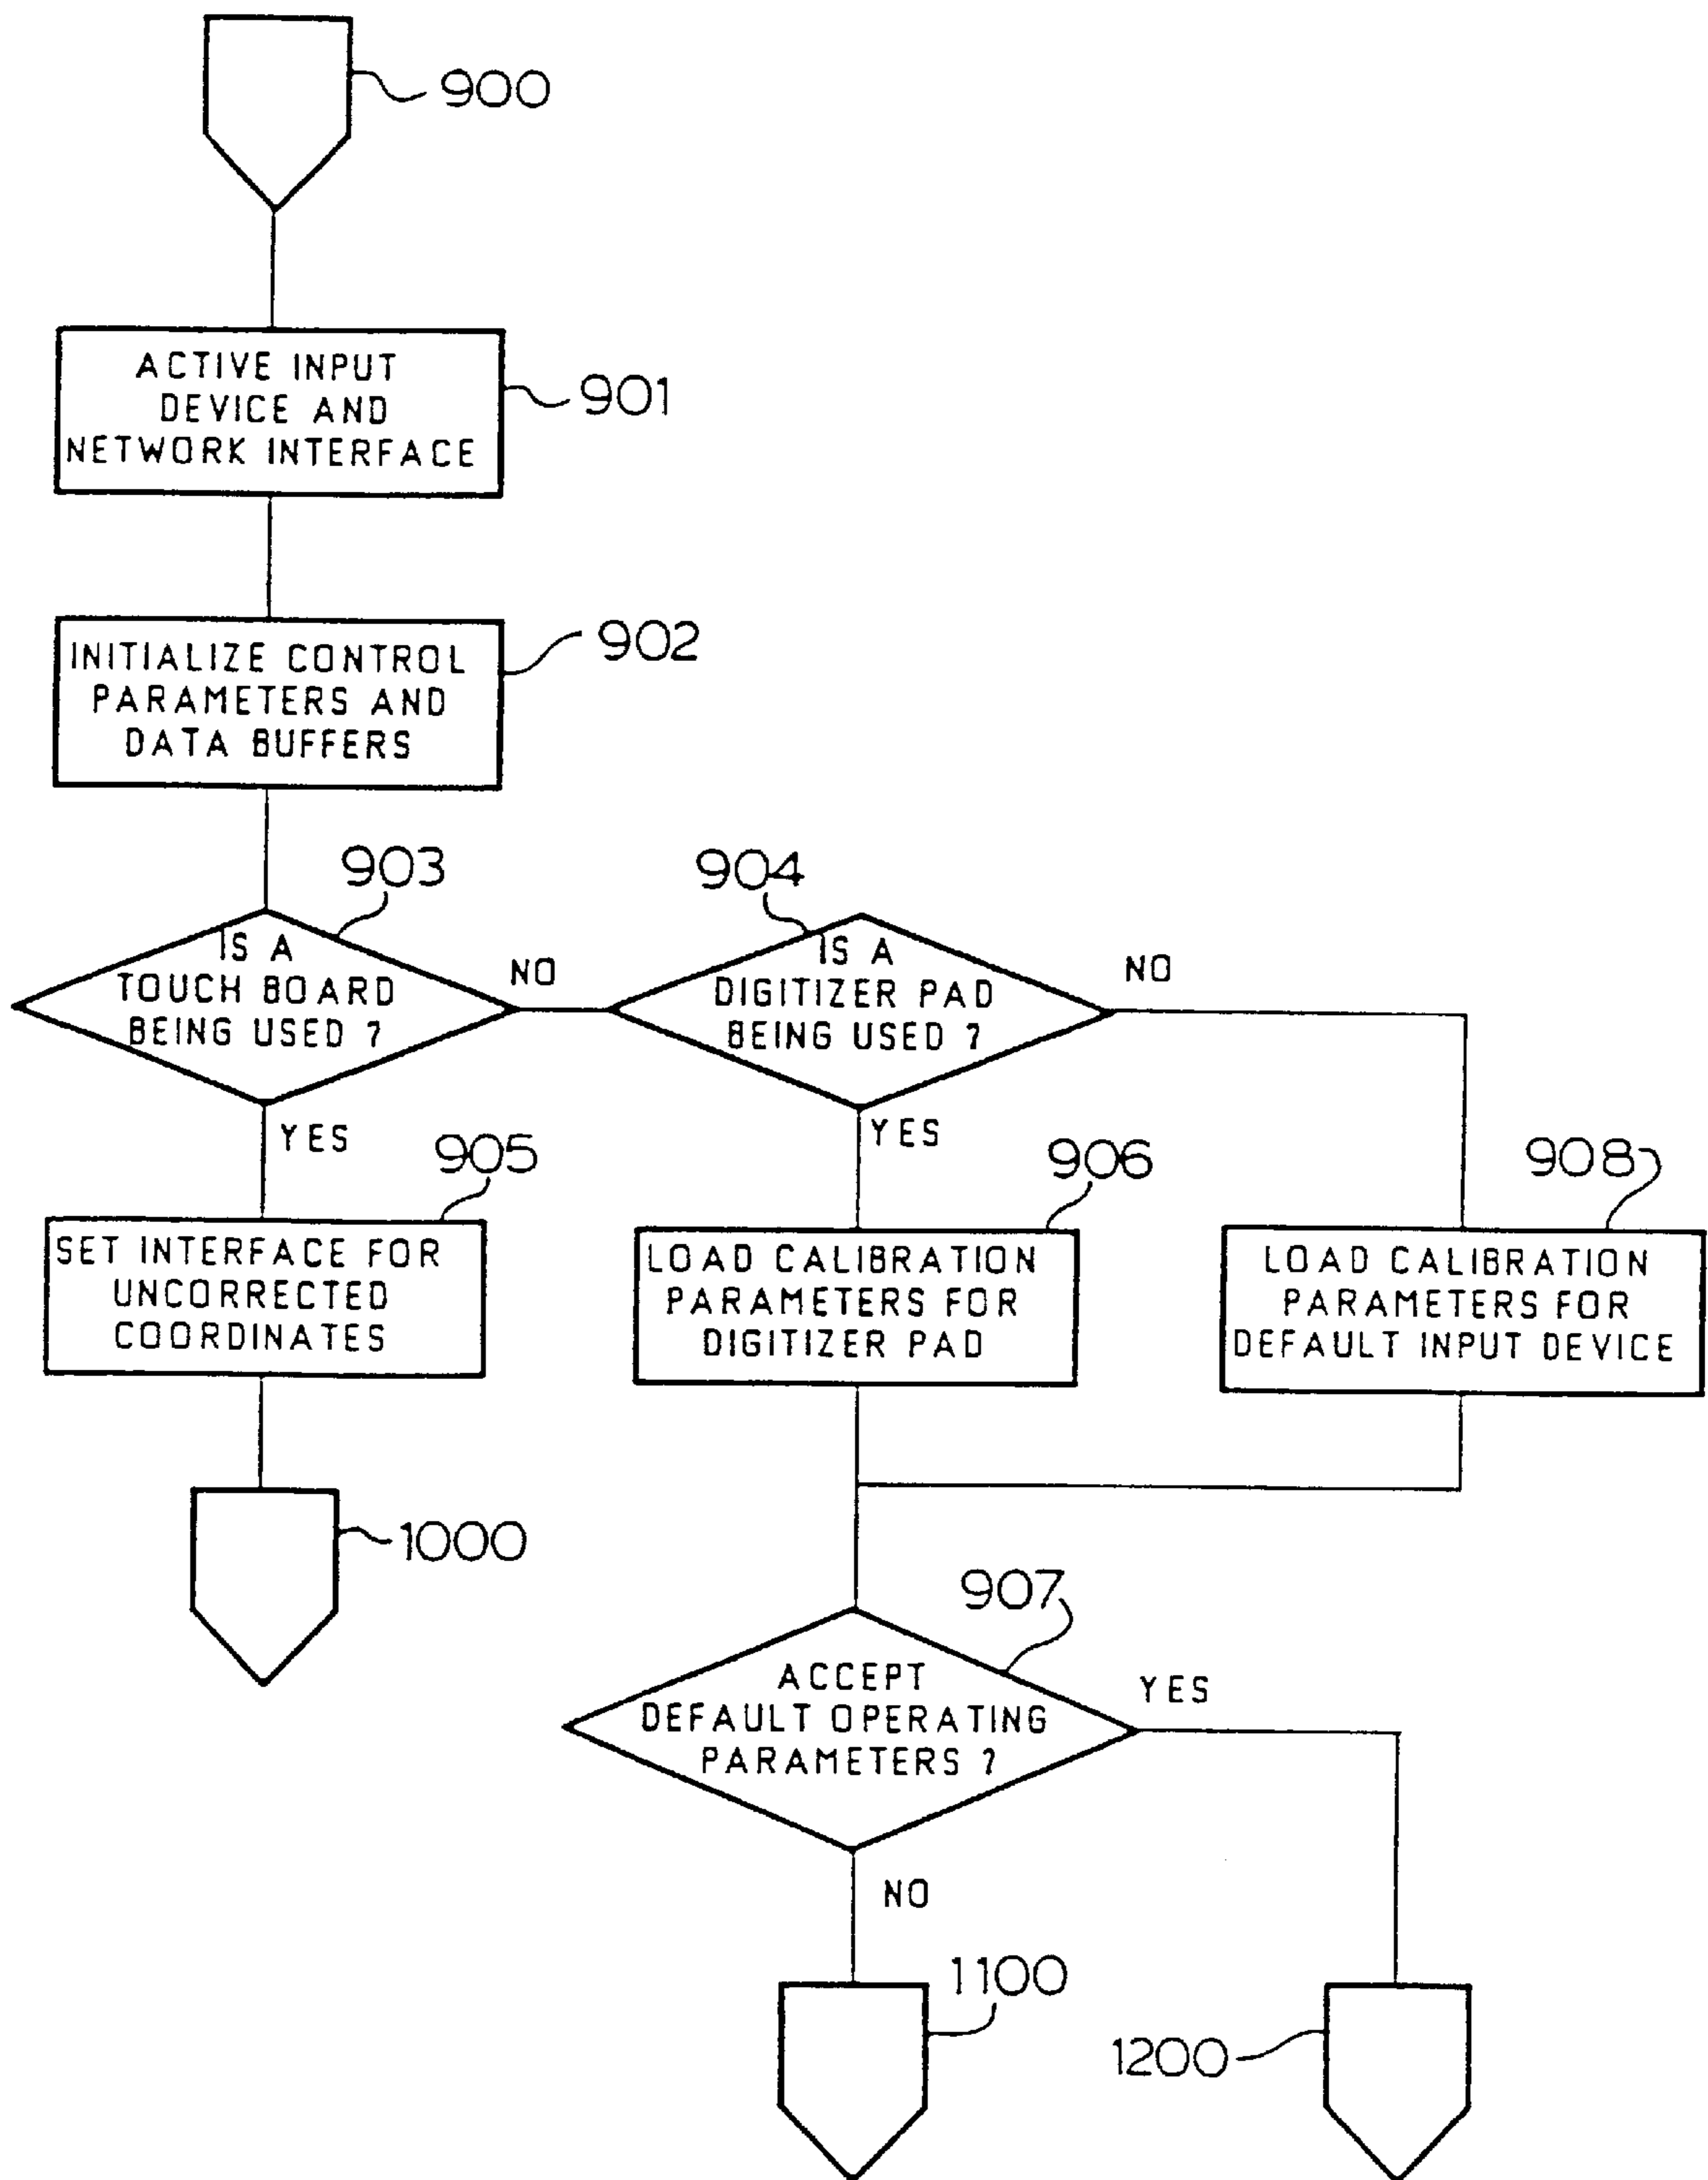 900
ACTIVE INPUT
DEVICE AND
NETWORK INTERFACE
901
INITIALIZE CONTROL
PARAMETERS AND
DATA BUFFERS
902
903
IS A
TOUCH BOARD
BEING USED ?
NO
904
IS A
DIGITIZER PAD
BEING USED ?
NO
YES
905
SET INTERFACE FOR
UNCORRECTED
COORDINATES
YES
906
LOAD CALIBRATION
PARAMETERS FOR
DIGITIZER PAD
908
LOAD CALIBRATION
PARAMETERS FOR
DEFAULT INPUT DEVICE
1000
907
ACCEPT
DEFAULT OPERATING
PARAMETERS ?
YES
NO
1100
1200